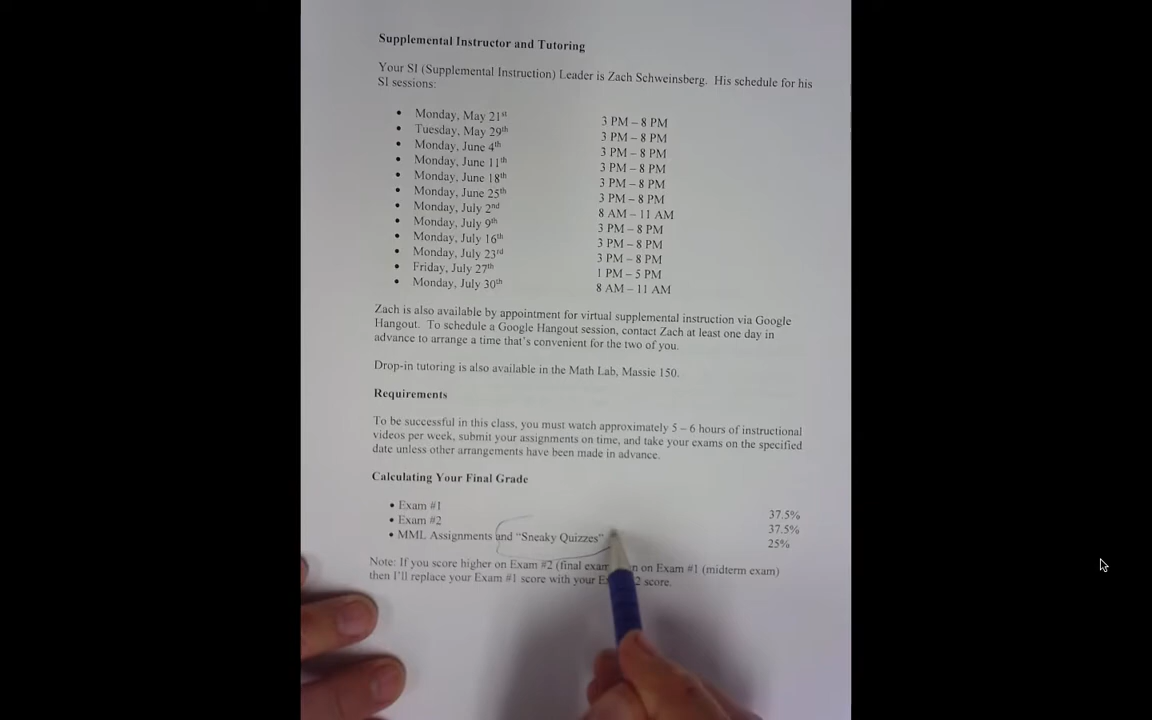 Supplemental Instructor and Tutoring
Your SI (Supplemental Instruction) Leader is Zach Schweinsberg. His schedule for his
SI sessions:
• Monday, May 21st 3 PM – 8 PM
• Tuesday, May 29th 3 PM – 8 PM
• Monday, June 4th 3 PM – 8 PM
• Monday, June 11th 3 PM – 8 PM
• Monday, June 18th 3 PM – 8 PM
• Monday, June 25th 3 PM – 8 PM
• Monday, July 2nd 8 AM – 11 AM
• Monday, July 9th 3 PM – 8 PM
• Monday, July 16th 3 PM – 8 PM
• Monday, July 23rd 3 PM – 8 PM
• Friday, July 27th 1 PM – 5 PM
• Monday, July 30th 8 AM – 11 AM
Zach is also available by appointment for virtual supplemental instruction via Google
Hangout. To schedule a Google Hangout session, contact Zach at least one day in
advance to arrange a time that's convenient for the two of you.
Drop-in tutoring is also available in the Math Lab, Massie 150.
Requirements
To be successful in this class, you must watch approximately 5 – 6 hours of instructional
videos per week, submit your assignments on time, and take your exams on the specified
date unless other arrangements have been made in advance.
Calculating Your Final Grade
• Exam #1 37.5%
• Exam #2 37.5%
• MML Assignments and "Sneaky Quizzes" 25%
Note: If you score higher on Exam #2 (final exam on Exam #1 (midterm exam)
then I'll replace your Exam #1 score with your 2 score.